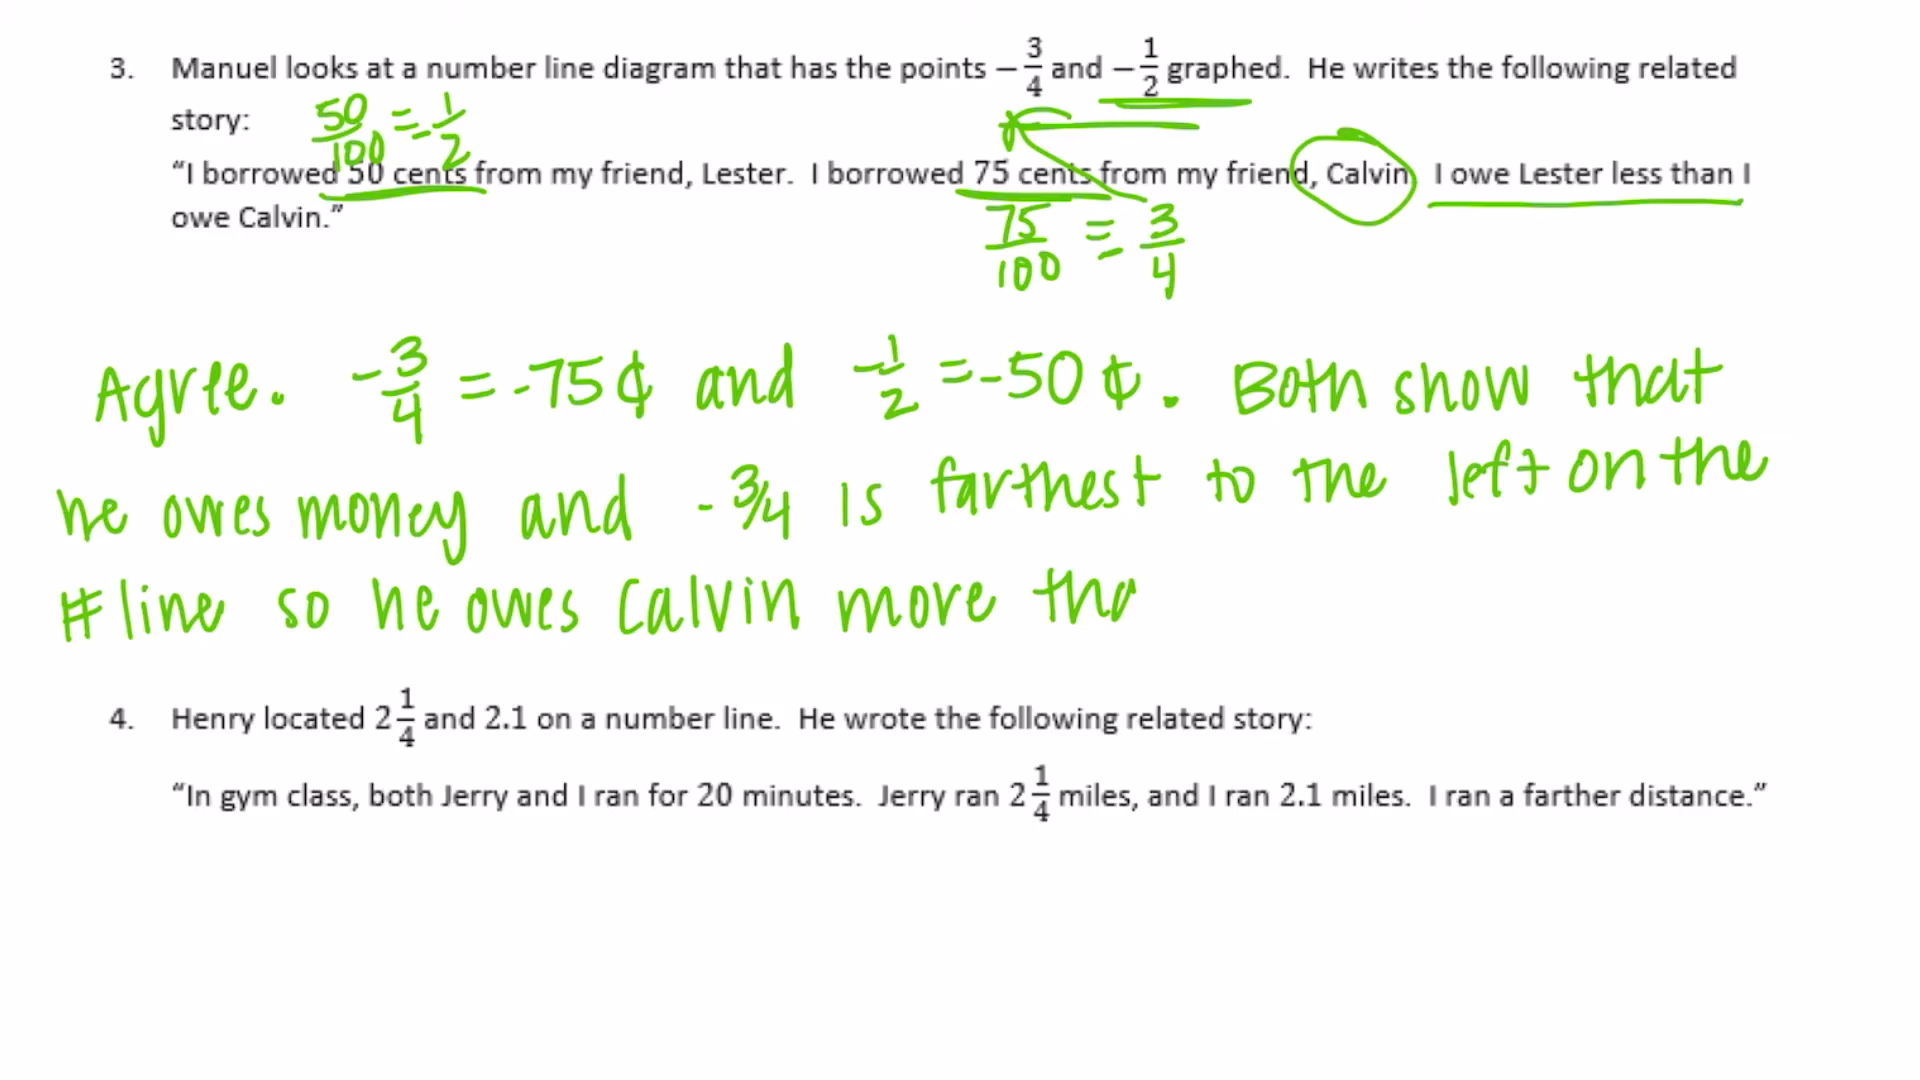 3. Manuel looks at a number line diagram that has the points −3/4 and −1/2 graphed. He writes the following related
story:
50/100 = 1/2
“I borrowed 50 cents from my friend, Lester. I borrowed 75 cents from my friend, Calvin. I owe Lester less than I
owe Calvin.”
75/100 = 3/4
Agree. -3/4 = -75¢ and -1/2 = -50¢. Both show that
he owes money and -3/4 is farthest to the left on the
# line so he owes Calvin more tha
4. Henry located 2 1/4 and 2.1 on a number line. He wrote the following related story:
“In gym class, both Jerry and I ran for 20 minutes. Jerry ran 2 1/4 miles, and I ran 2.1 miles. I ran a farther distance.”